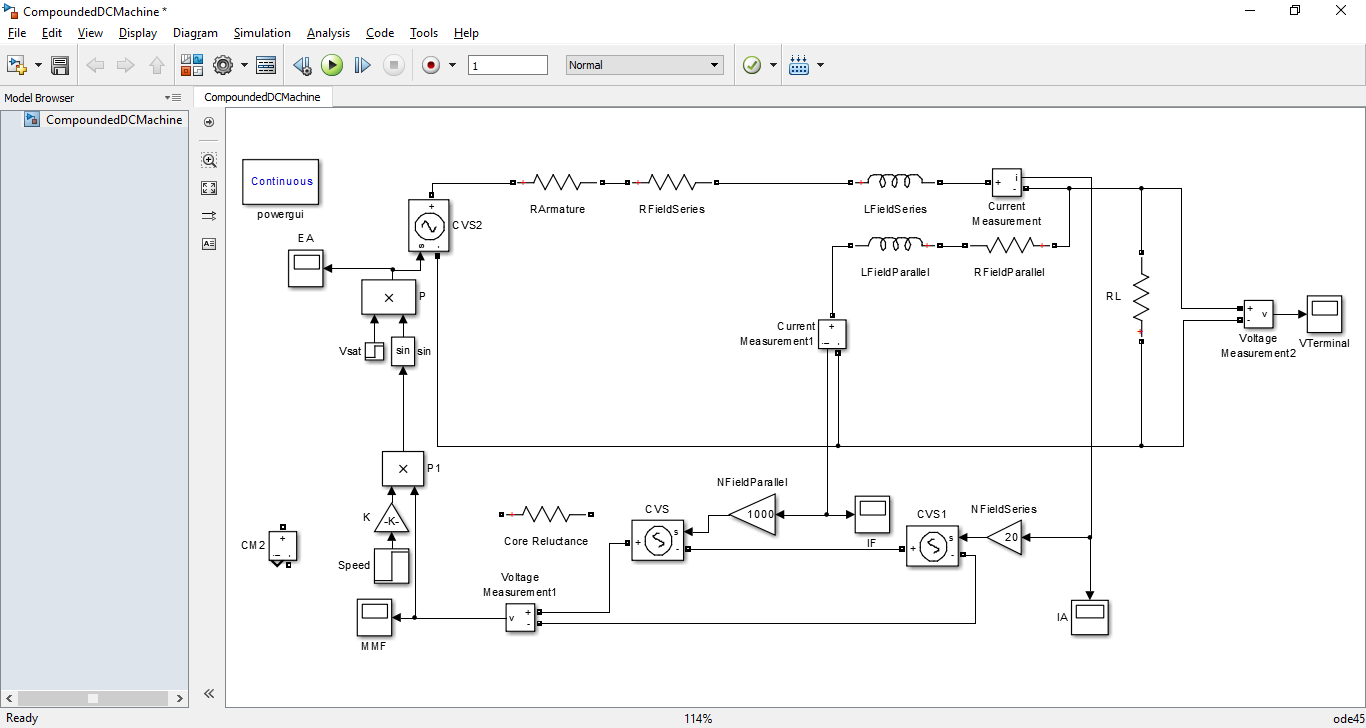 CompoundedDCMachine *
File Edit View Display Diagram Simulation Analysis Code Tools Help
1 Normal
Model Browser
CompoundedDCMachine
CompoundedDCMachine
Continuous
powergui
EA
CVS2
RArmature
RFieldSeries
LFieldSeries
i
+
-
Current
Measurement
LFieldParallel
RFieldParallel
+
s
-
×
P
Vsat
sin
sin
Current
Measurement1
+
i
-
RL
+
-
v
Voltage
Measurement2
VTerminal
×
P1
K
-K-
Speed
CM2
+
i
-
MMF
Core Reluctance
NFieldParallel
1000
CVS
s
+
-
IF
CVS1
s
+
-
NFieldSeries
20
Voltage
Measurement1
v
+
-
IA
Ready 114% ode45